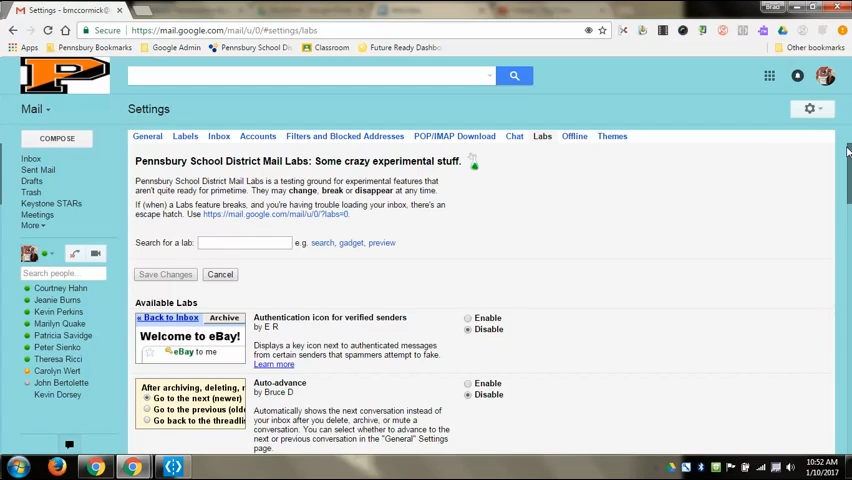 Settings - bmccormick@
Brad
Secure
https://mail.google.com/mail/u/0/#settings/labs
Apps
Pennsbury Bookmarks
Google Admin
Pennsbury School Dis
Classroom
Future Ready Dashbo
Other bookmarks
P
Mail
Settings
COMPOSE
General Labels Inbox Accounts Filters and Blocked Addresses POP/IMAP Download Chat Labs Offline Themes
Inbox
Sent Mail
Drafts
Trash
Keystone STARs
Meetings
More
Search people...
Courtney Hahn
Jeanie Burns
Kevin Perkins
Marilyn Quake
Patricia Savidge
Peter Sienko
Theresa Ricci
Carolyn Wert
John Bertolette
Kevin Dorsey
Pennsbury School District Mail Labs: Some crazy experimental stuff.
Pennsbury School District Mail Labs is a testing ground for experimental features that
aren't quite ready for primetime. They may change, break or disappear at any time.
If (when) a Labs feature breaks, and you're having trouble loading your inbox, there's an
escape hatch. Use https://mail.google.com/mail/u/0/?labs=0.
Search for a lab: e.g. search, gadget, preview
Save Changes Cancel
Available Labs
« Back to Inbox Archive
Welcome to eBay!
eBay to me
Authentication icon for verified senders
by E R
Displays a key icon next to authenticated messages
from certain senders that spammers attempt to fake.
Learn more
Enable
Disable
After archiving, deleting, r
Go to the next (newer)
Go to the previous (olde
Go back to the threadlis
Auto-advance
by Bruce D
Automatically shows the next conversation instead of
your inbox after you delete, archive, or mute a
conversation. You can select whether to advance to the
next or previous conversation in the "General" Settings
page.
Enable
Disable
10:52 AM
1/10/2017